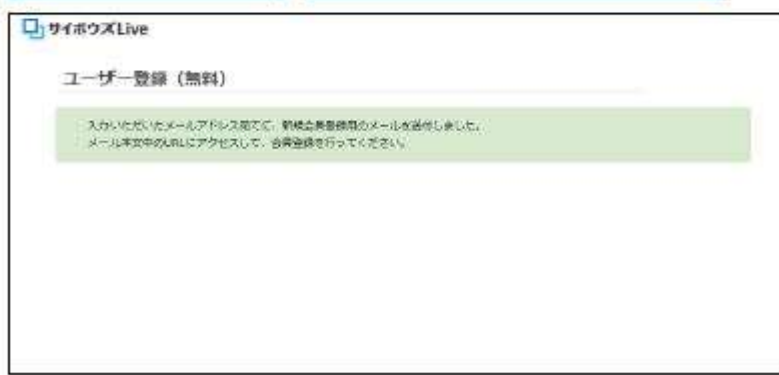 サイボウズLive
ユーザー登録（無料）
入力いただいたメールアドレス宛てに、新規会員登録用のメールを送付しました。
メール本文中のURLにアクセスして、会員登録を行ってください。